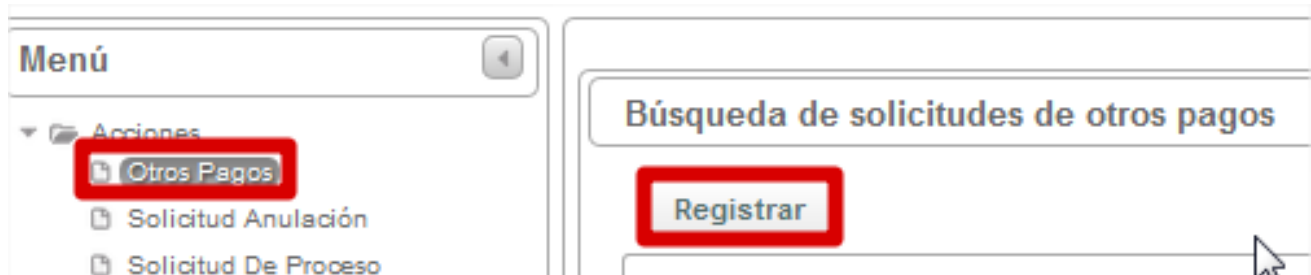 Menú
Acciones
Otros Pagos
Solicitud Anulación
Solicitud De Proceso
Búsqueda de solicitudes de otros pagos
Registrar